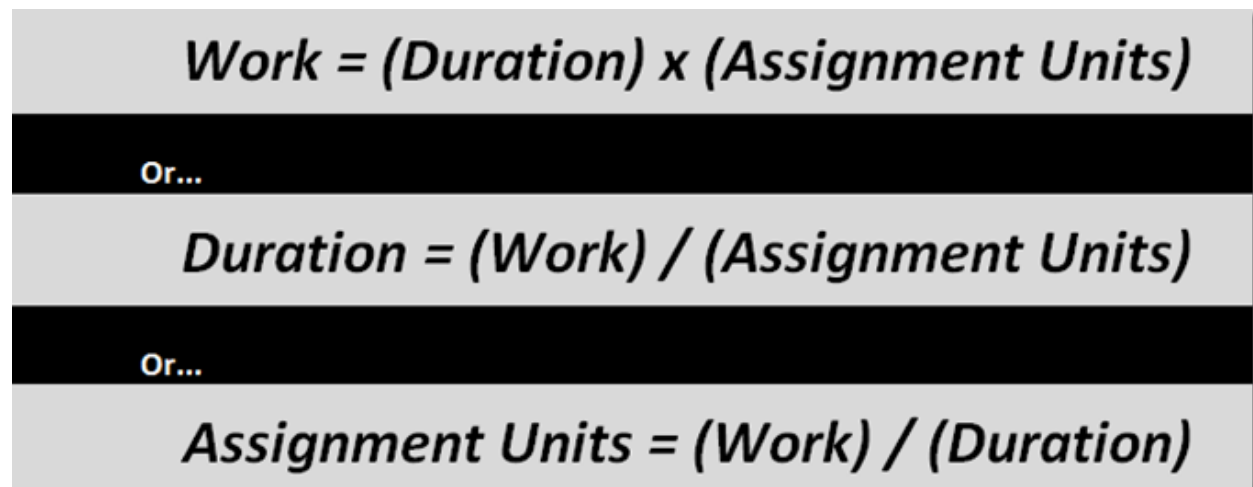 Work = (Duration) x (Assignment Units)
Or...
Duration = (Work) / (Assignment Units)
Or...
Assignment Units = (Work) / (Duration)